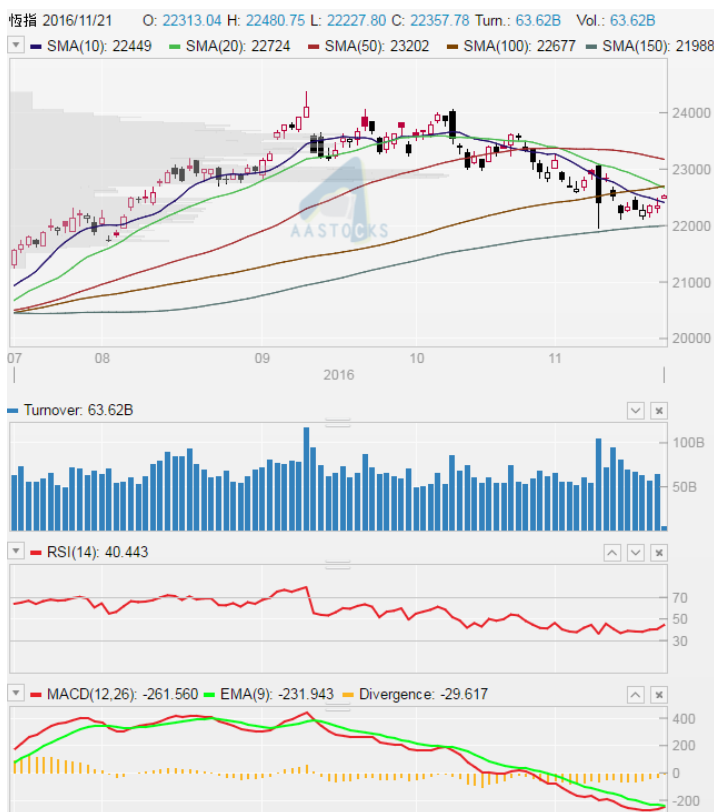 恆指 2016/11/21 O: 22313.04 H: 22480.75 L: 22227.80 C: 22357.78 Turn.: 63.62B Vol.: 63.62B
SMA(10): 22449 SMA(20): 22724 SMA(50): 23202 SMA(100): 22677 SMA(150): 21988
24000
23000
AASTOCKS
22000
21000
20000
07 08 09 10 11
2016
Turnover: 63.62B
100B
50B
RSI(14): 40.443
70
50
30
MACD(12,26): -261.560 EMA(9): -231.943 Divergence: -29.617
400
200
0
-200